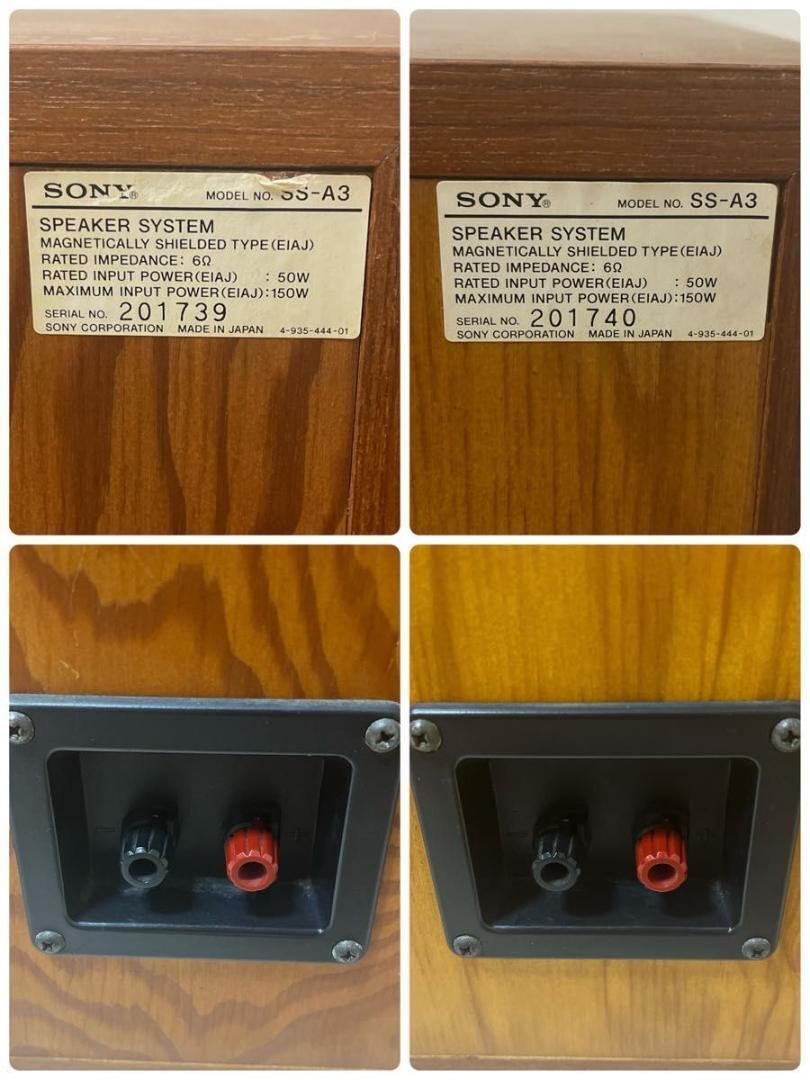 SONY® MODEL NO. SS-A3
SPEAKER SYSTEM
MAGNETICALLY SHIELDED TYPE(EIAJ)
RATED IMPEDANCE: 6Ω
RATED INPUT POWER(EIAJ) : 50W
MAXIMUM INPUT POWER(EIAJ):150W
SERIAL NO. 201739
SONY CORPORATION MADE IN JAPAN 4-935-444-01
SONY® MODEL NO. SS-A3
SPEAKER SYSTEM
MAGNETICALLY SHIELDED TYPE(EIAJ)
RATED IMPEDANCE: 6Ω
RATED INPUT POWER(EIAJ) : 50W
MAXIMUM INPUT POWER(EIAJ):150W
SERIAL NO. 201740
SONY CORPORATION MADE IN JAPAN 4-935-444-01
− +
− +